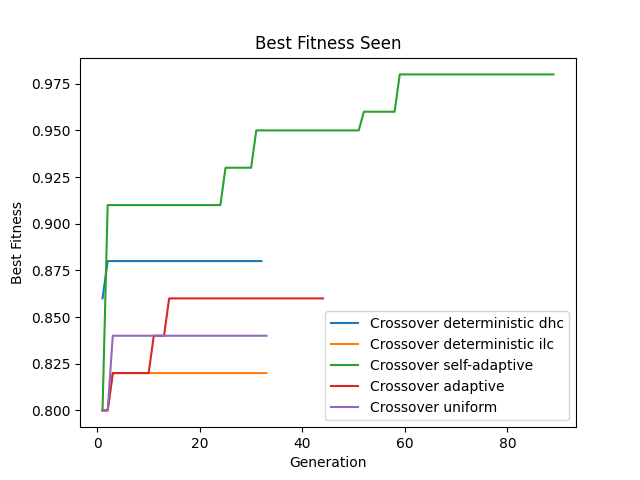 Best Fitness Seen
Best Fitness
0.975
0.950
0.925
0.900
0.875
0.850
0.825
0.800
Crossover deterministic dhc
Crossover deterministic ilc
Crossover self-adaptive
Crossover adaptive
Crossover uniform
0 20 40 60 80
Generation